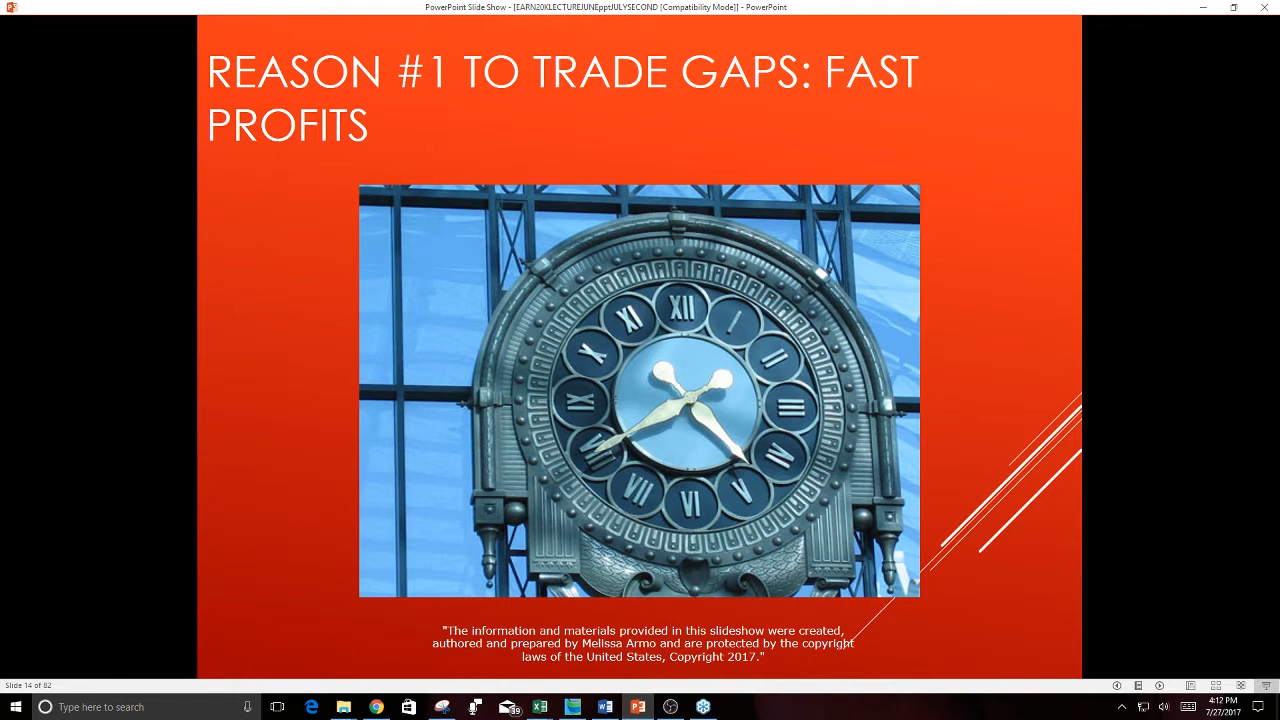 PowerPoint Slide Show - [EARN20KLECTUREJUNEpptJULYSECOND [Compatibility Mode]] - PowerPoint
REASON #1 TO TRADE GAPS: FAST
PROFITS
XII
I
II
III
IV
V
VI
VII
VIII
IX
X
XI
"The information and materials provided in this slideshow were created,
authored and prepared by Melissa Armo and are protected by the copyright
laws of the United States, Copyright 2017."
Slide 14 of 82
Type here to search
4:12 PM
7/27/2017